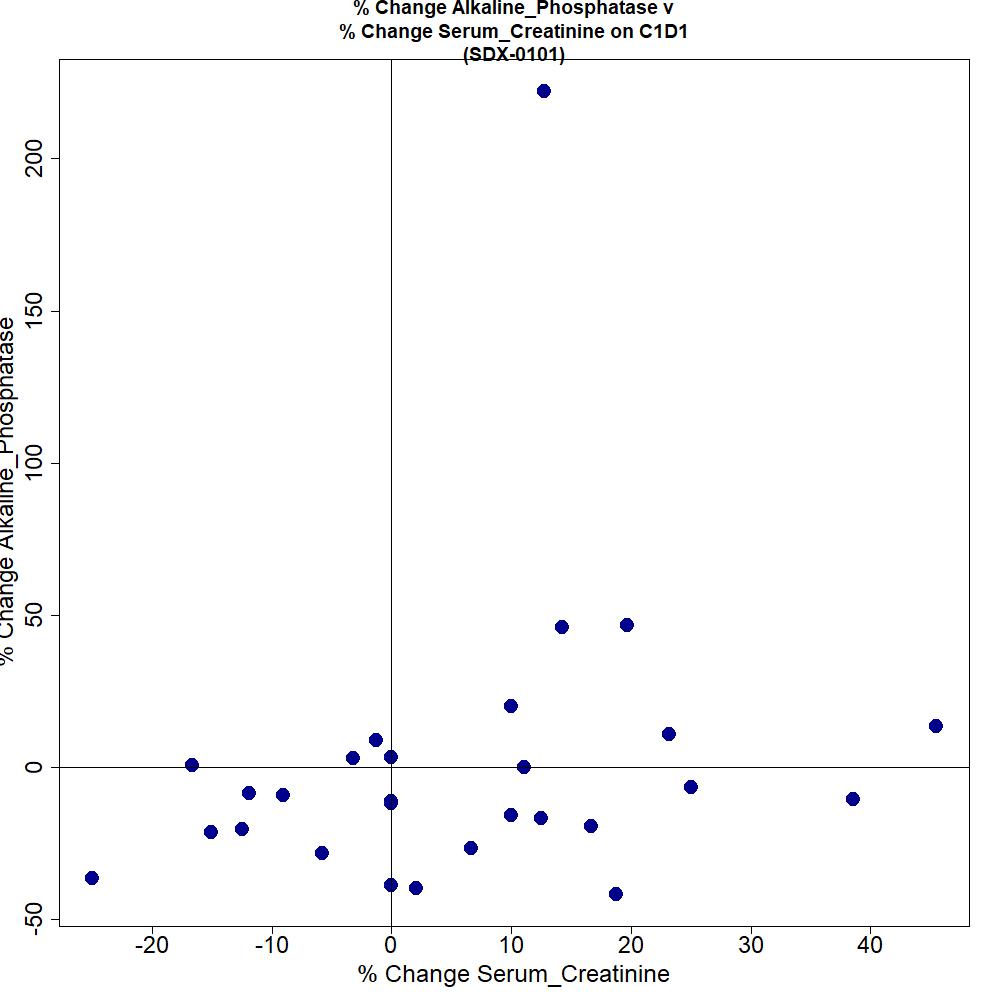 % Change Alkaline_Phosphatase v
% Change Serum_Creatinine on C1D1
(SDX-0101)
% Change Alkaline_Phosphatase
200
150
100
50
0
-50
-20
-10
0
10
20
30
40
% Change Serum_Creatinine